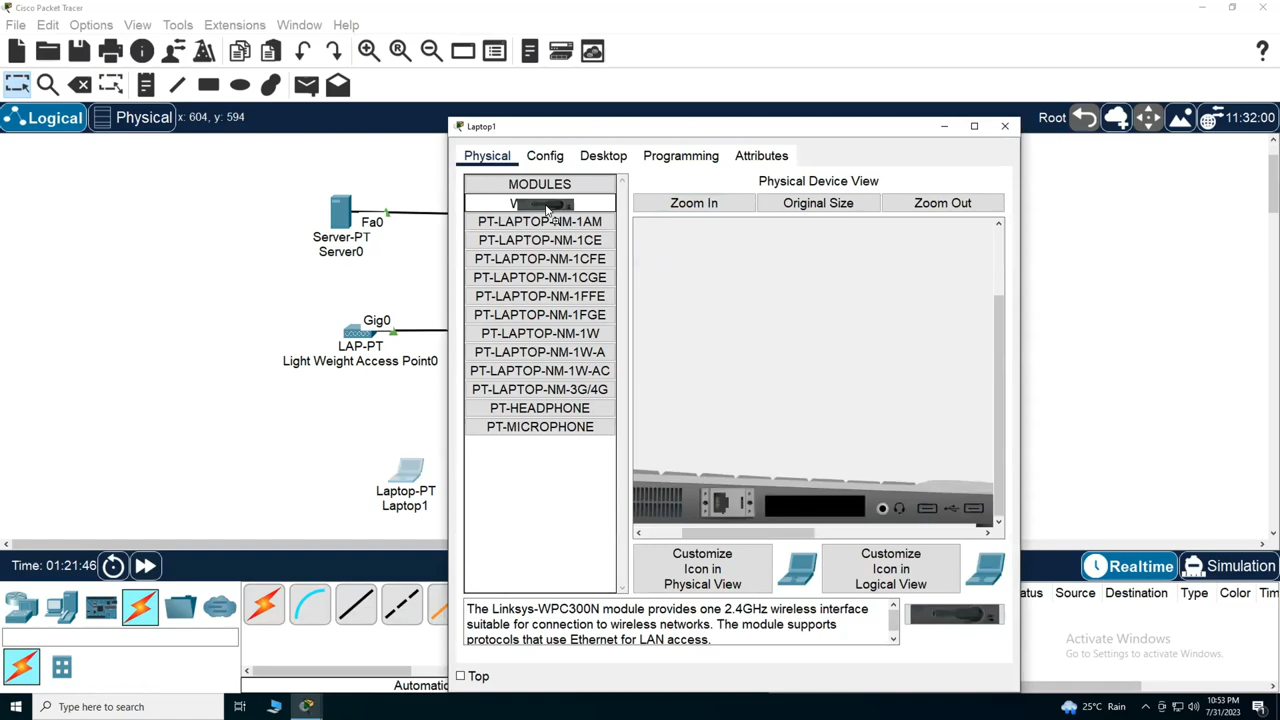 Cisco Packet Tracer
File Edit Options View Tools Extensions Window Help
Logical Physical x: 604, y: 594 Root 11:32:00
Laptop1
Physical Config Desktop Programming Attributes
MODULES
PT-LAPTOP-NM-1AM
PT-LAPTOP-NM-1CE
PT-LAPTOP-NM-1CFE
PT-LAPTOP-NM-1CGE
PT-LAPTOP-NM-1FFE
PT-LAPTOP-NM-1FGE
PT-LAPTOP-NM-1W
PT-LAPTOP-NM-1W-A
PT-LAPTOP-NM-1W-AC
PT-LAPTOP-NM-3G/4G
PT-HEADPHONE
PT-MICROPHONE
Physical Device View
Zoom In Original Size Zoom Out
Customize
Icon in
Physical View
Customize
Icon in
Logical View
The Linksys-WPC300N module provides one 2.4GHz wireless interface
suitable for connection to wireless networks. The module supports
protocols that use Ethernet for LAN access.
Top
Fa0
Server-PT
Server0
Gig0
LAP-PT
Light Weight Access Point0
Laptop-PT
Laptop1
Time: 01:21:46
Realtime Simulation
Source Destination Type Color
Activate Windows
Go to Settings to activate Windows.
Type here to search
25°C Rain
10:53 PM
7/31/2023
1